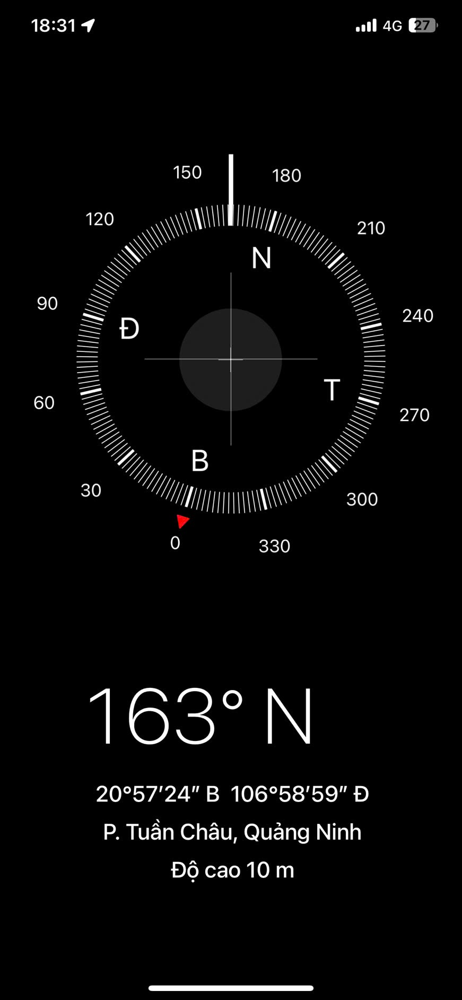 18:31 4G 27
150 180
120 210
N
90 240
Đ
T
60 270
B
30 300
0 330
163° N
20°57’24” B 106°58’59” Đ
P. Tuần Châu, Quảng Ninh
Độ cao 10 m